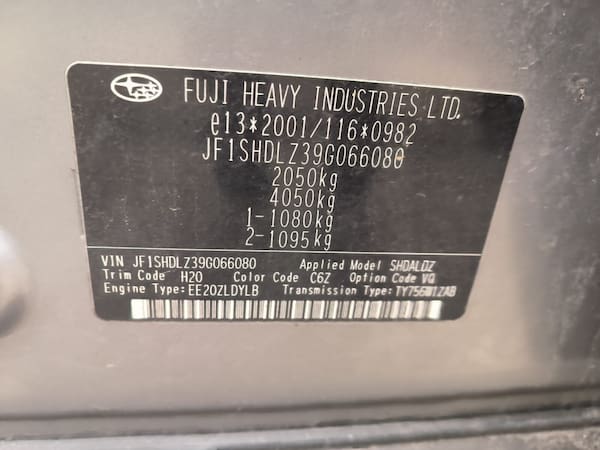 FUJI HEAVY INDUSTRIES LTD.
e13*2001/116*0982
JF1SHDLZ39G066080
2050kg
4050kg
1-1080kg
2-1095kg
VIN JF1SHDLZ39G066080 Applied Model SHDALDZ
Trim Code H20 Color Code C6Z Option Code VQ
Engine Type:EE20ZLDYLB Transmission Type:TY756W1ZAB